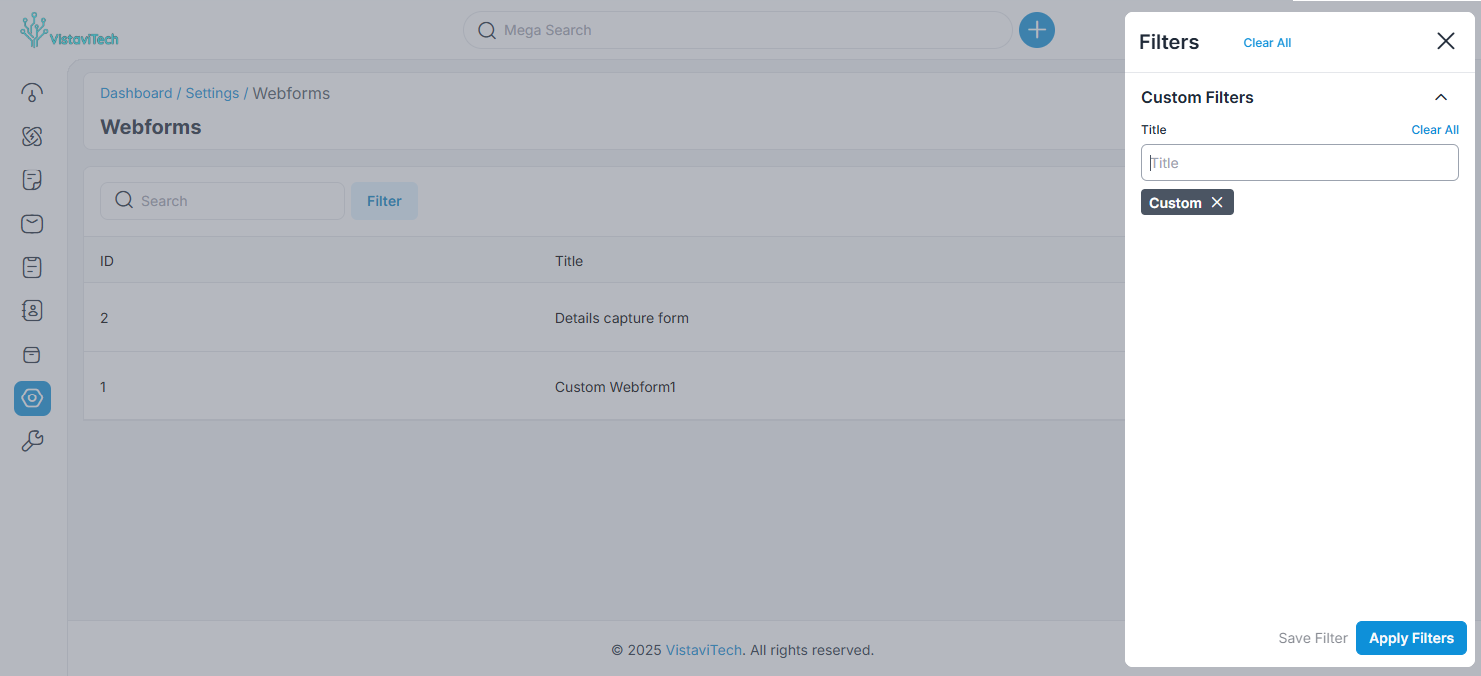 VistaviTech
Mega Search
Dashboard / Settings / Webforms
Webforms
Search
Filter
ID Title
2 Details capture form
1 Custom Webform1
© 2025 VistaviTech. All rights reserved.
Filters Clear All
Custom Filters
Title Clear All
Title
Custom
Save Filter Apply Filters